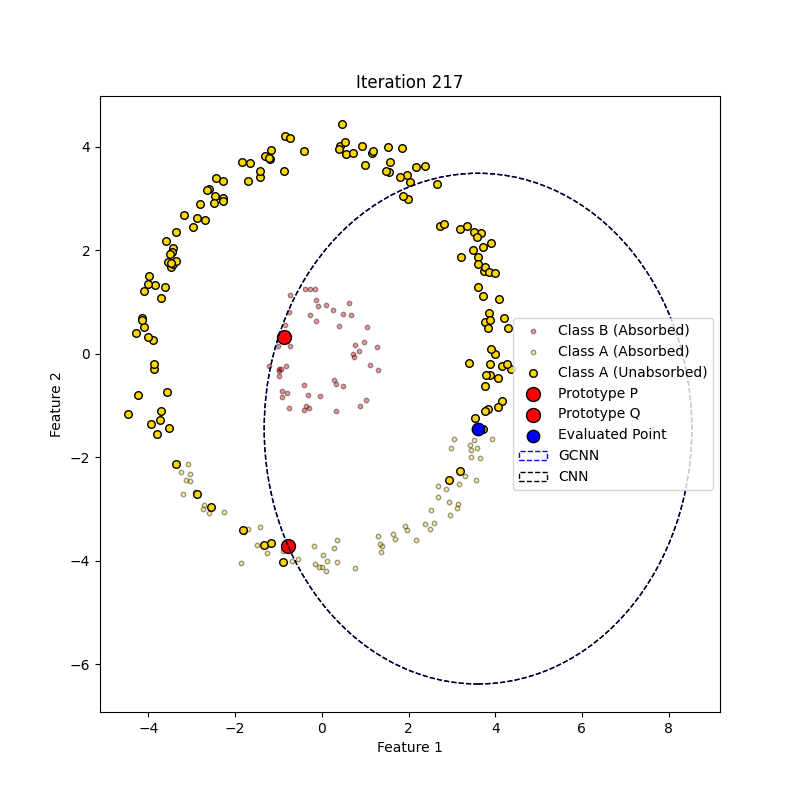 Iteration 217
4
2
0
−2
−4
−6
Feature 2
Class B (Absorbed)
Class A (Absorbed)
Class A (Unabsorbed)
Prototype P
Prototype Q
Evaluated Point
GCNN
CNN
−4
−2
0
2
4
6
8
Feature 1